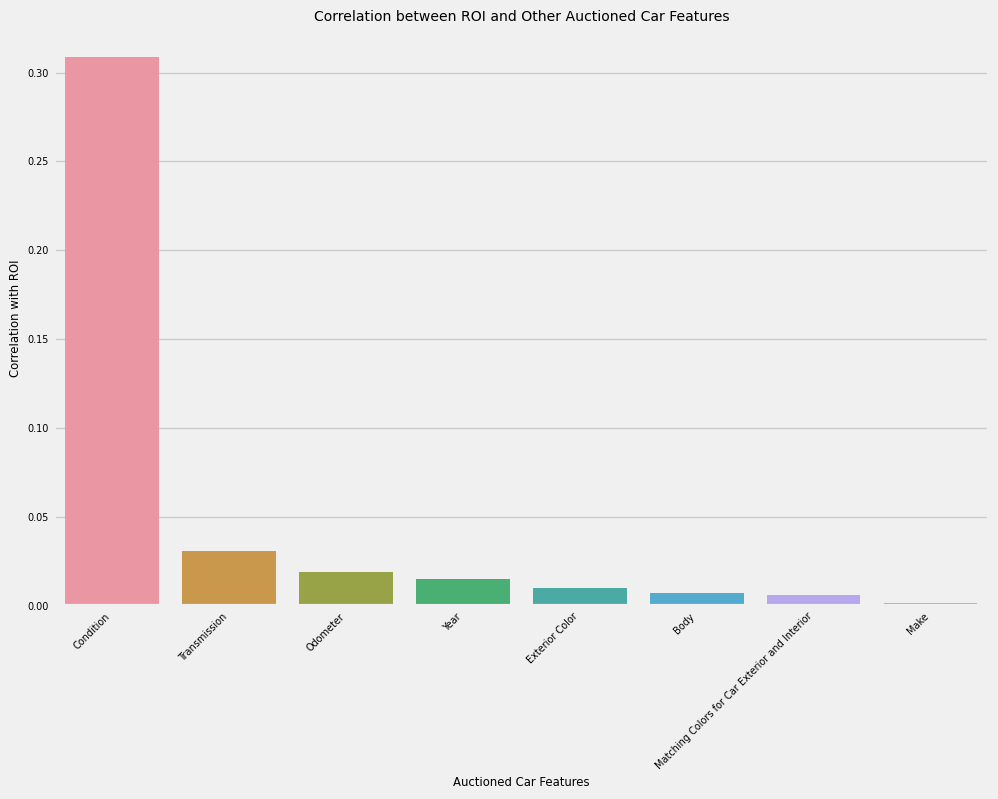 Correlation between ROI and Other Auctioned Car Features
Correlation with ROI
0.30
0.25
0.20
0.15
0.10
0.05
0.00
Condition
Transmission
Odometer
Year
Exterior Color
Body
Matching Colors for Car Exterior and Interior
Make
Auctioned Car Features